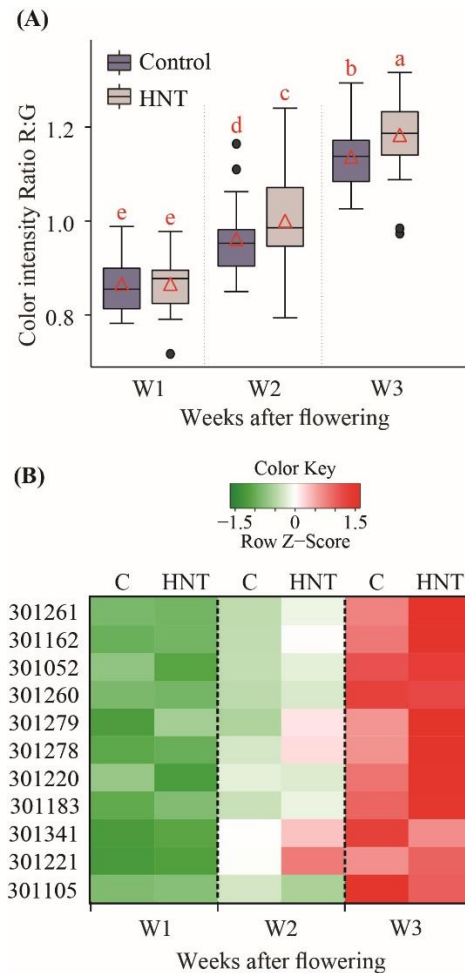 (A)
Control
HNT
Color intensity Ratio R:G
1.2
1.0
0.8
e
e
d
c
b
a
W1 W2 W3
Weeks after flowering
(B)
Color Key
−1.5 0 1.5
Row Z−Score
C HNT C HNT C HNT
301261
301162
301052
301260
301279
301278
301220
301183
301341
301221
301105
W1 W2 W3
Weeks after flowering